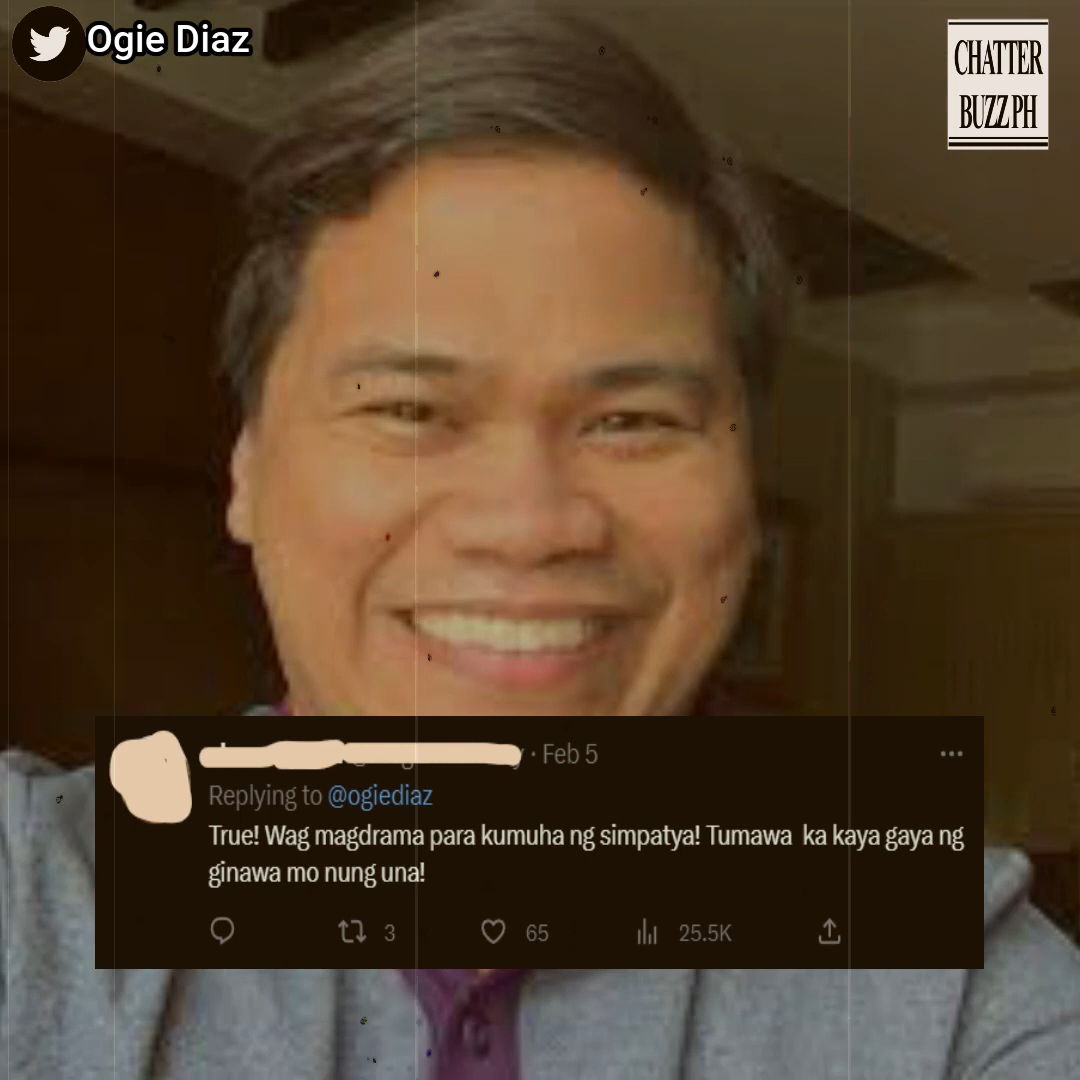 Ogie Diaz
CHATTER
BUZZ PH
· Feb 5
Replying to @ogiediaz
True! Wag magdrama para kumuha ng simpatya! Tumawa ka kaya gaya ng
ginawa mo nung una!
3 65 25.5K